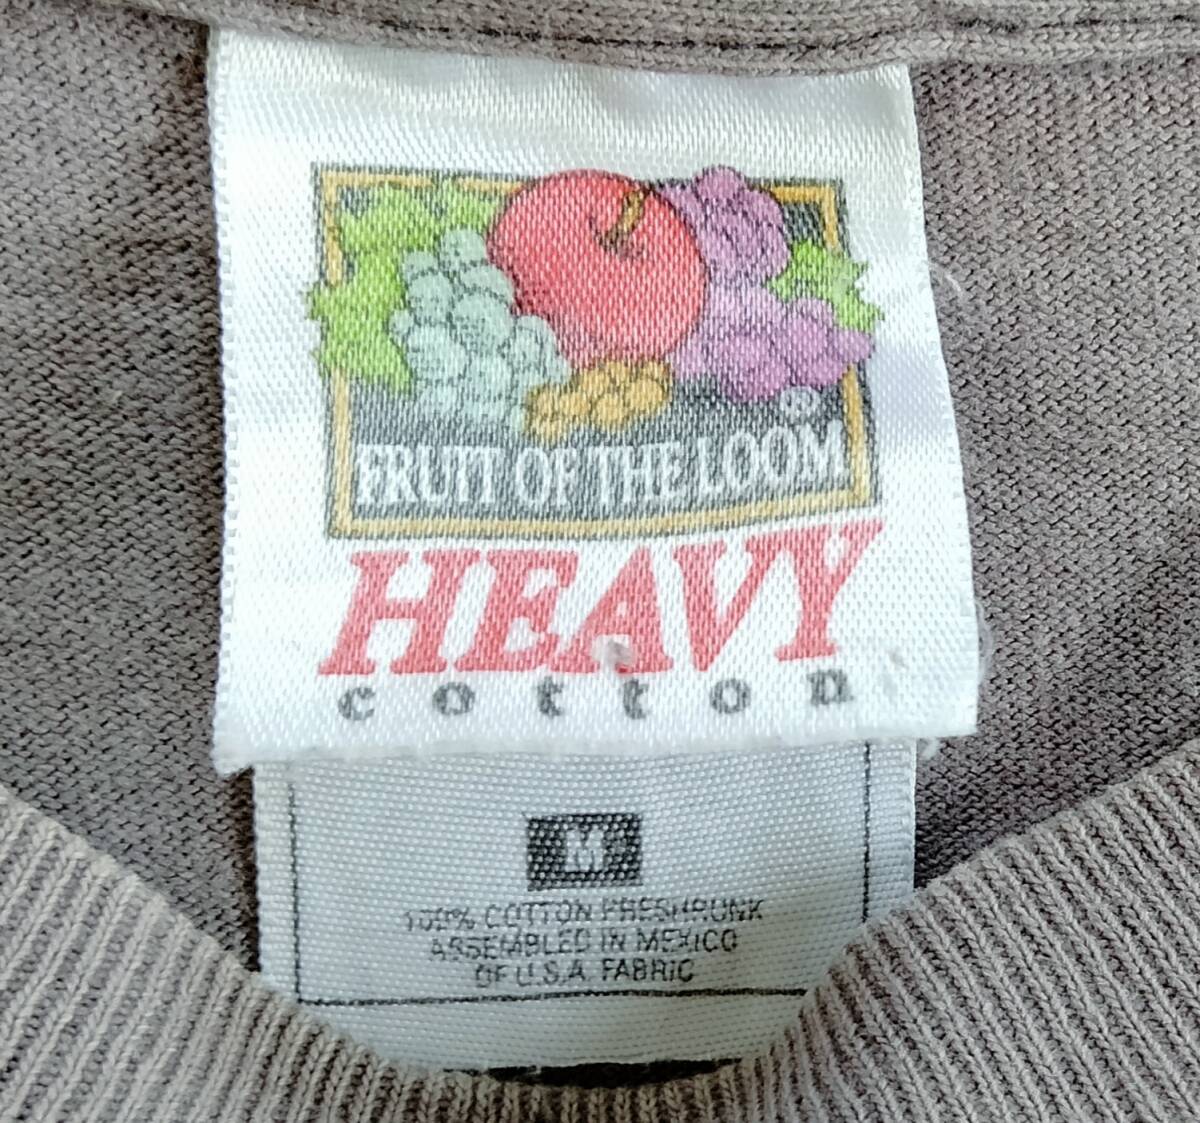 ®
FRUIT OF THE LOOM
HEAVY
cotton
M
100% COTTON PRESHRUNK
ASSEMBLED IN MEXICO
OF U.S.A. FABRIC